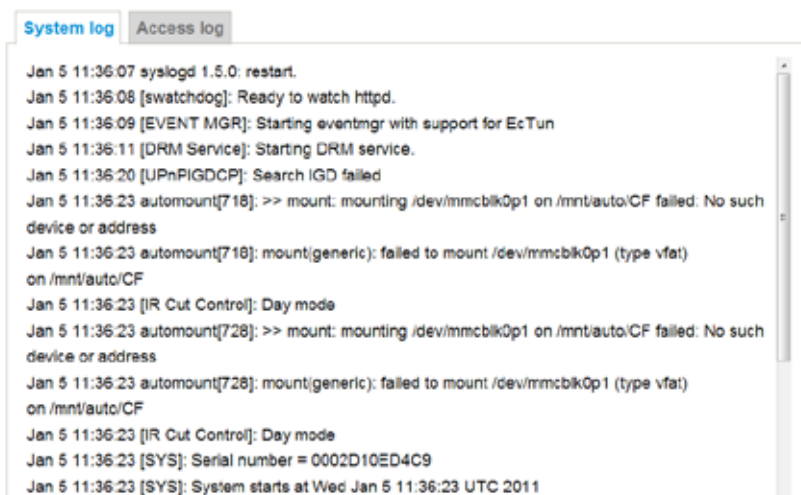 System log Access log
Jan 5 11:36:07 syslogd 1.5.0: restart.
Jan 5 11:36:08 [swatchdog]: Ready to watch httpd.
Jan 5 11:36:09 [EVENT MGR]: Starting eventmgr with support for EcTun
Jan 5 11:36:11 [DRM Service]: Starting DRM service.
Jan 5 11:36:20 [UPnPIGDCP]: Search IGD failed
Jan 5 11:36:23 automount[718]: >> mount: mounting /dev/mmcblk0p1 on /mnt/auto/CF failed: No such
device or address
Jan 5 11:36:23 automount[718]: mount(generic): failed to mount /dev/mmcblk0p1 (type vfat)
on /mnt/auto/CF
Jan 5 11:36:23 [IR Cut Control]: Day mode
Jan 5 11:36:23 automount[728]: >> mount: mounting /dev/mmcblk0p1 on /mnt/auto/CF failed: No such
device or address
Jan 5 11:36:23 automount[728]: mount(generic): failed to mount /dev/mmcblk0p1 (type vfat)
on /mnt/auto/CF
Jan 5 11:36:23 [IR Cut Control]: Day mode
Jan 5 11:36:23 [SYS]: Serial number = 0002D10ED4C9
Jan 5 11:36:23 [SYS]: System starts at Wed Jan 5 11:36:23 UTC 2011